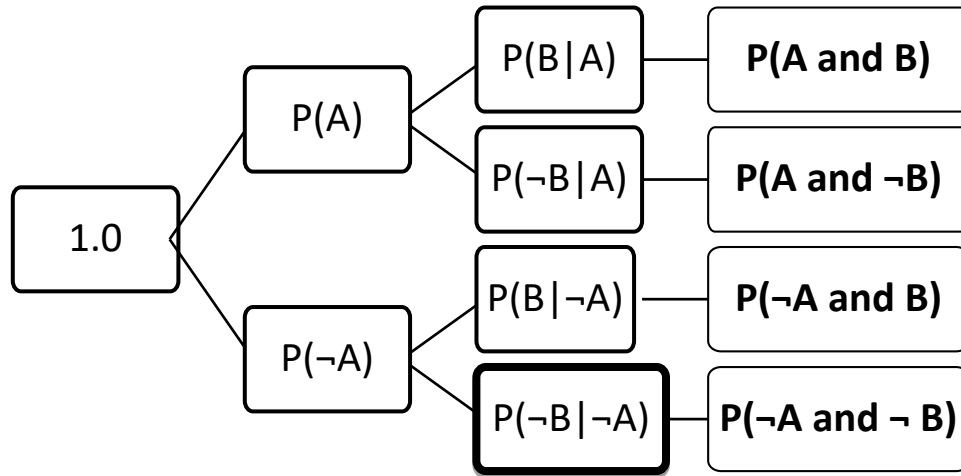 1.0
P(A)
P(¬A)
P(B|A)
P(¬B|A)
P(B|¬A)
P(¬B|¬A)
P(A and B)
P(A and ¬B)
P(¬A and B)
P(¬A and ¬ B)